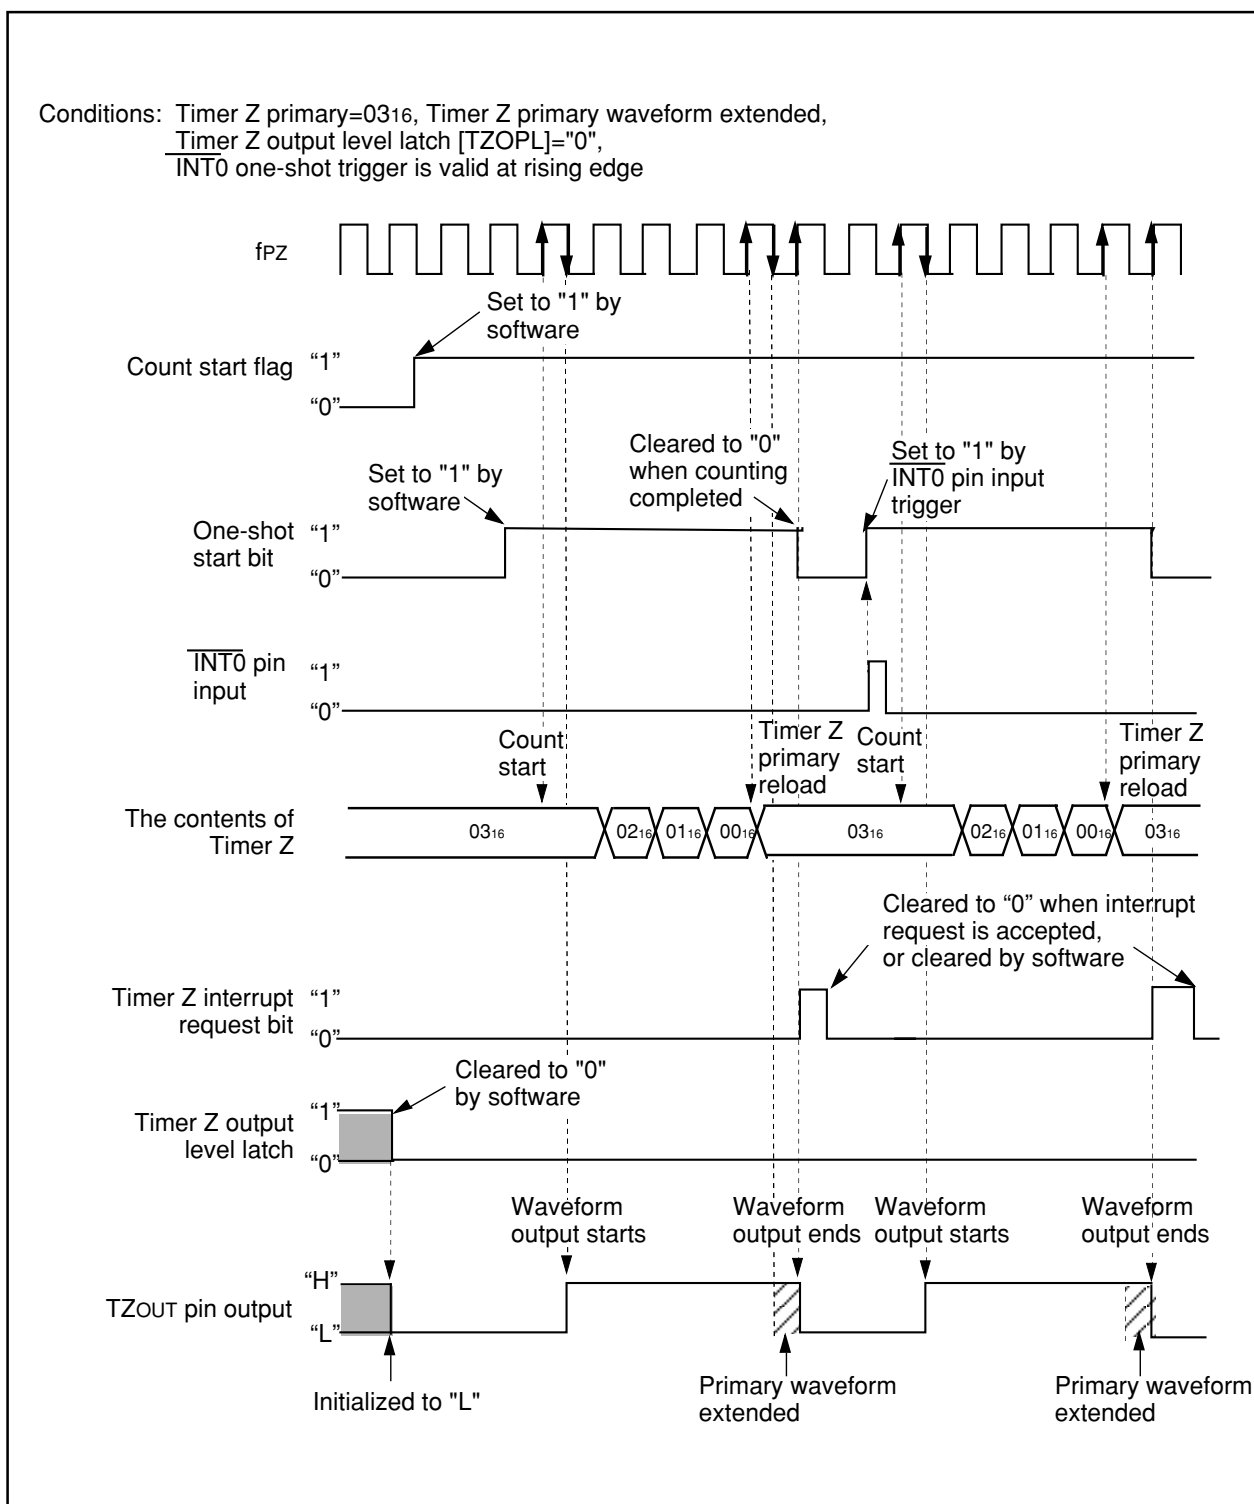 Conditions: Timer Z primary=0316, Timer Z primary waveform extended,
Timer Z output level latch [TZOPL]="0",
INT0 one-shot trigger is valid at rising edge
fPZ
Set to "1" by
software
Count start flag
“1”
“0”
Cleared to "0"
when counting
completed
Set to "1" by
INT0 pin input
trigger
Set to "1" by
software
One-shot
start bit
“1”
“0”
INT0 pin
input
“1”
“0”
Count
start
Timer Z
primary
reload
Count
start
Timer Z
primary
reload
The contents of
Timer Z
0316 0216 0116 0016 0316 0216 0116 0016 0316
Cleared to “0” when interrupt
request is accepted,
or cleared by software
Timer Z interrupt
request bit
“1”
“0”
Cleared to "0"
by software
Timer Z output
level latch
“1”
“0”
Waveform
output starts
Waveform
output ends
Waveform
output starts
Waveform
output ends
TZOUT pin output
“H”
“L”
Initialized to "L"
Primary waveform
extended
Primary waveform
extended